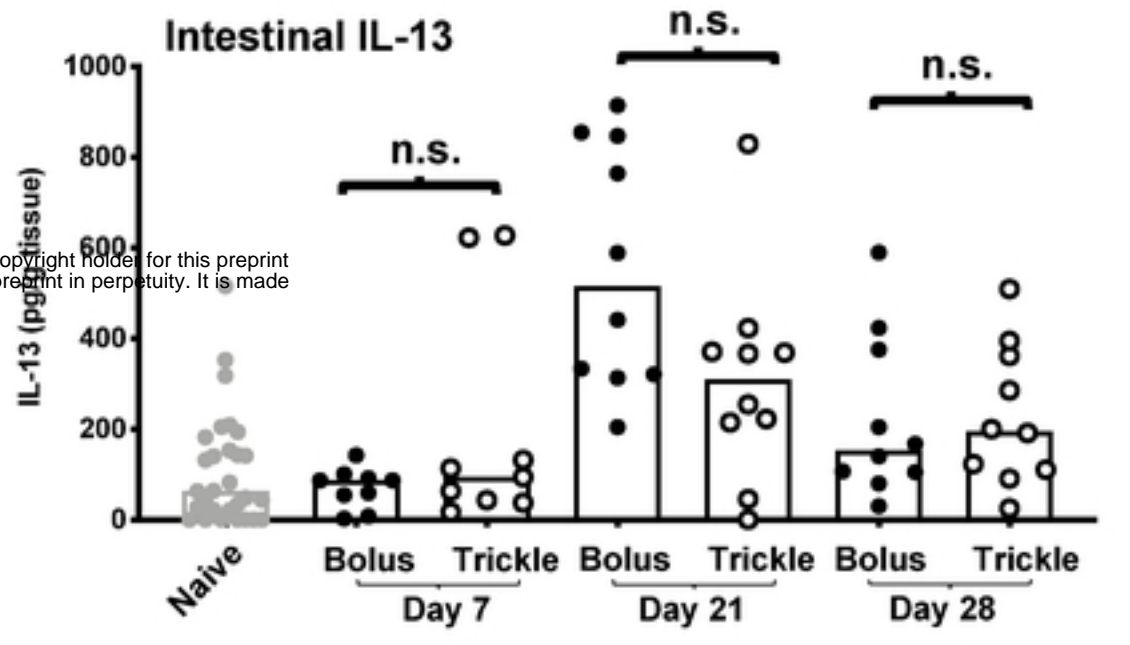 Intestinal IL-13
n.s.
n.s.
n.s.
1000
800
600
400
200
0
IL-13 (pg/g tissue)
opyright holder for this preprint
preprint in perpetuity. It is made
Naive
Bolus Trickle Bolus Trickle Bolus Trickle
Day 7 Day 21 Day 28